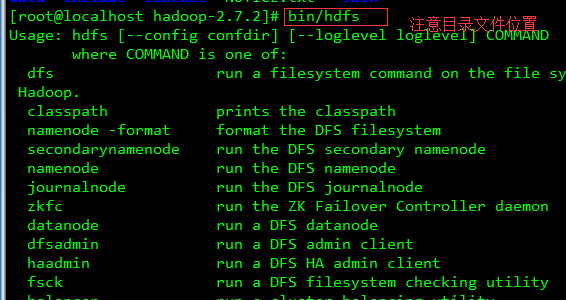 [root@localhost hadoop-2.7.2]# bin/hdfs 注意目录文件位置
Usage: hdfs [--config confdir] [--loglevel loglevel] COMMAND
where COMMAND is one of:
dfs run a filesystem command on the file sy
Hadoop.
classpath prints the classpath
namenode -format format the DFS filesystem
secondarynamenode run the DFS secondary namenode
namenode run the DFS namenode
journalnode run the DFS journalnode
zkfc run the ZK Failover Controller daemon
datanode run a DFS datanode
dfsadmin run a DFS admin client
haadmin run a DFS HA admin client
fsck run a DFS filesystem checking utility